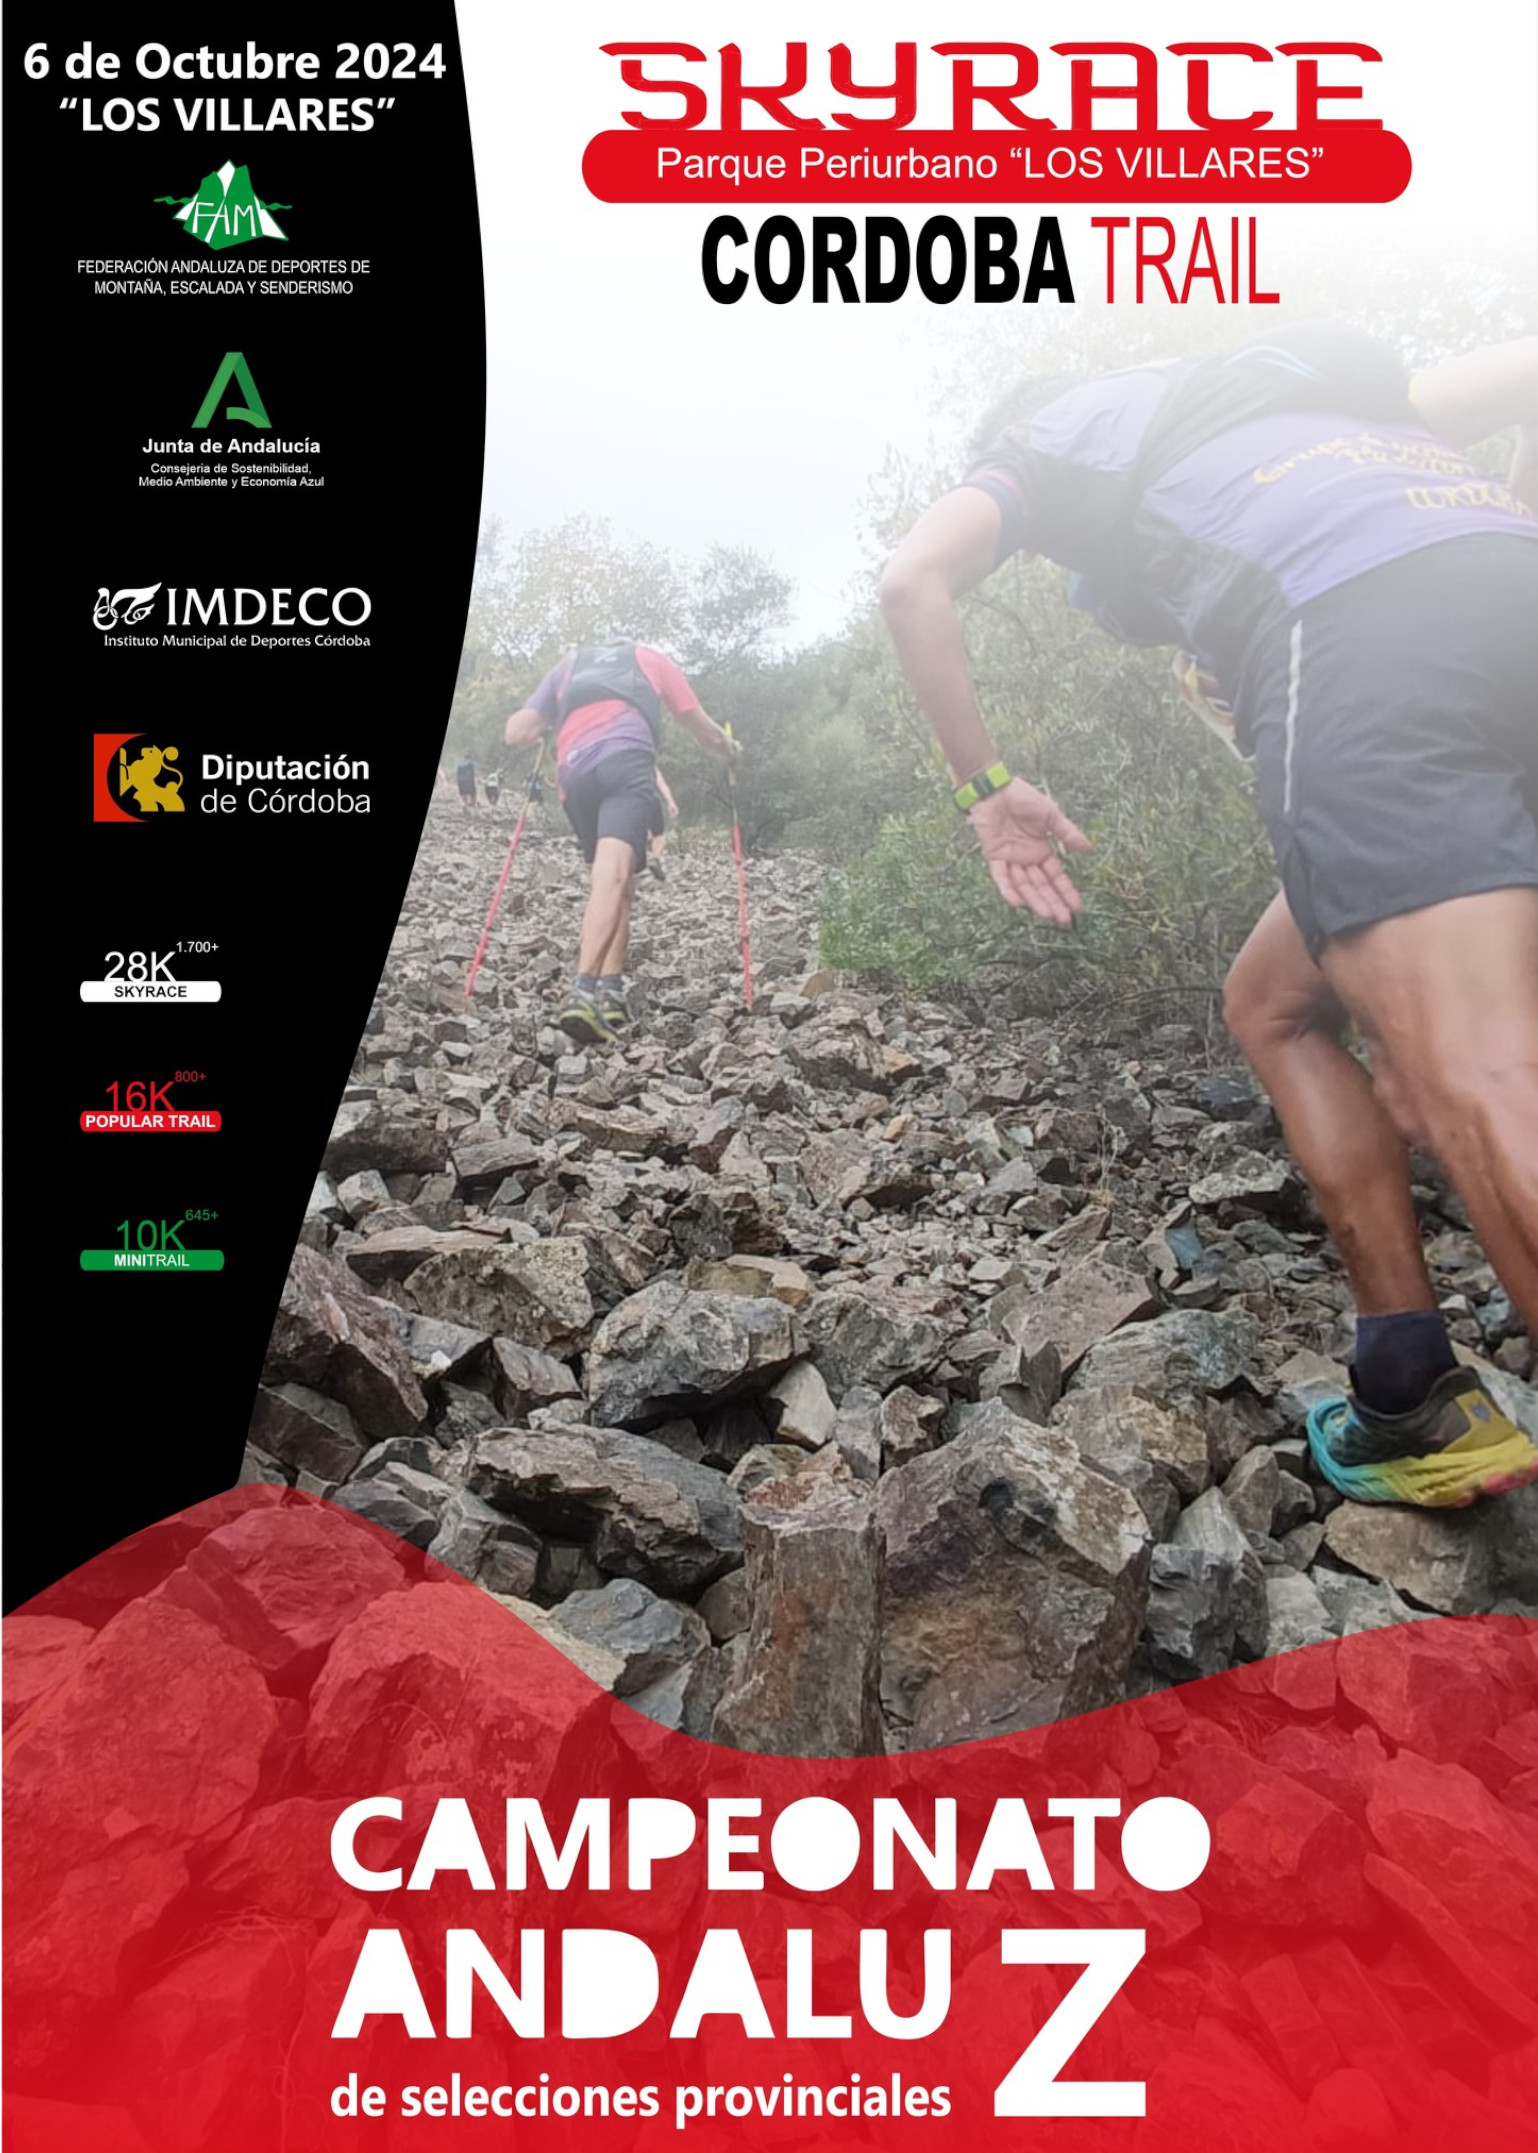 6 de Octubre 2024
“LOS VILLARES”
FAM
FEDERACIÓN ANDALUZA DE DEPORTES DE
MONTAÑA, ESCALADA Y SENDERISMO
Junta de Andalucía
Consejeria de Sostenibilidad,
Medio Ambiente y Economía Azul
IMDECO
Instituto Municipal de Deportes Córdoba
Diputación
de Córdoba
28K 1.700+
SKYRACE
16K 800+
POPULAR TRAIL
10K 645+
MINITRAIL
SKYRACE
Parque Periurbano “LOS VILLARES”
CORDOBA TRAIL
CAMPEONATO
ANDALUZ
de selecciones provinciales